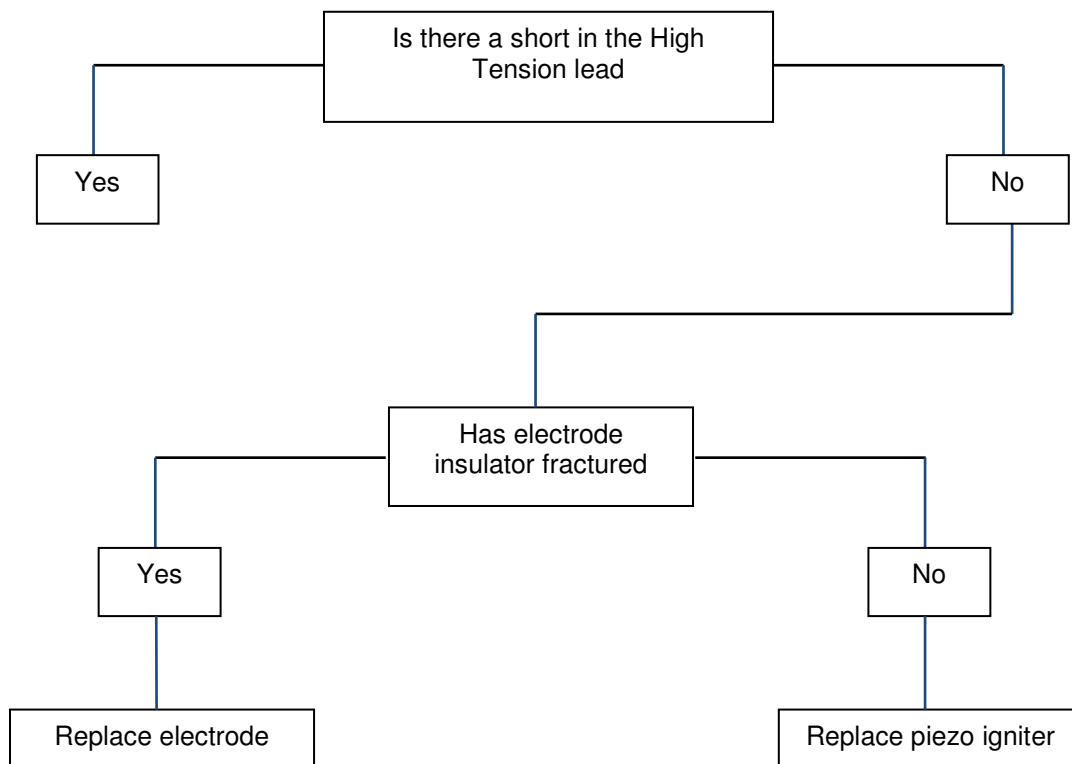 Is there a short in the High
Tension lead
Yes
No
Has electrode
insulator fractured
Yes
No
Replace electrode
Replace piezo igniter